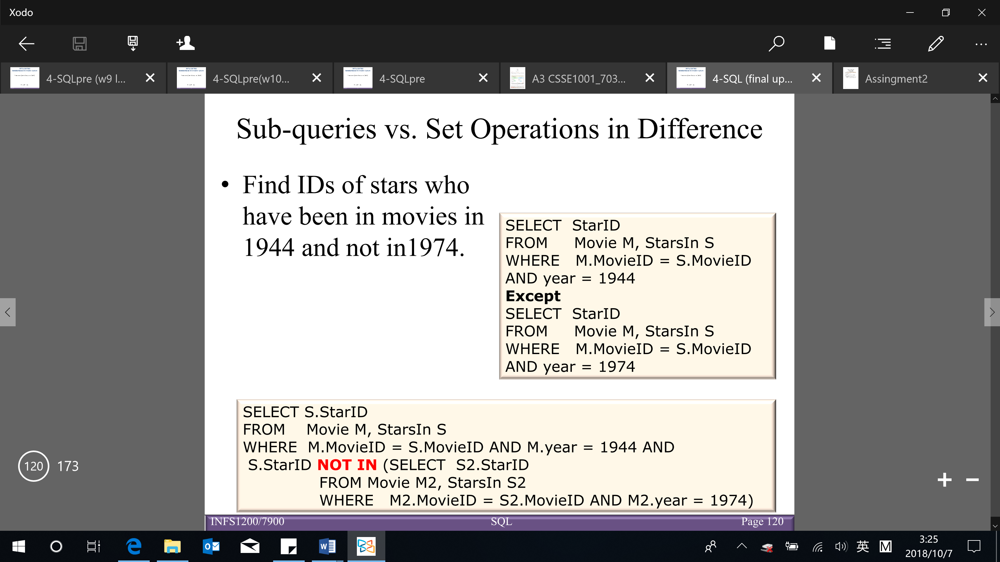 Xodo
4-SQLpre (w9 l...
4-SQLpre(w10...
4-SQLpre
A3 CSSE1001_703...
4-SQL (final up...
Assingment2
Sub-queries vs. Set Operations in Difference
• Find IDs of stars who
have been in movies in
1944 and not in1974.
SELECT StarID
FROM Movie M, StarsIn S
WHERE M.MovieID = S.MovieID
AND year = 1944
Except
SELECT StarID
FROM Movie M, StarsIn S
WHERE M.MovieID = S.MovieID
AND year = 1974
SELECT S.StarID
FROM Movie M, StarsIn S
WHERE M.MovieID = S.MovieID AND M.year = 1944 AND
S.StarID NOT IN (SELECT S2.StarID
FROM Movie M2, StarsIn S2
WHERE M2.MovieID = S2.MovieID AND M2.year = 1974)
120 173
INFS1200/7900 SQL Page 120
英 M
3:25
2018/10/7